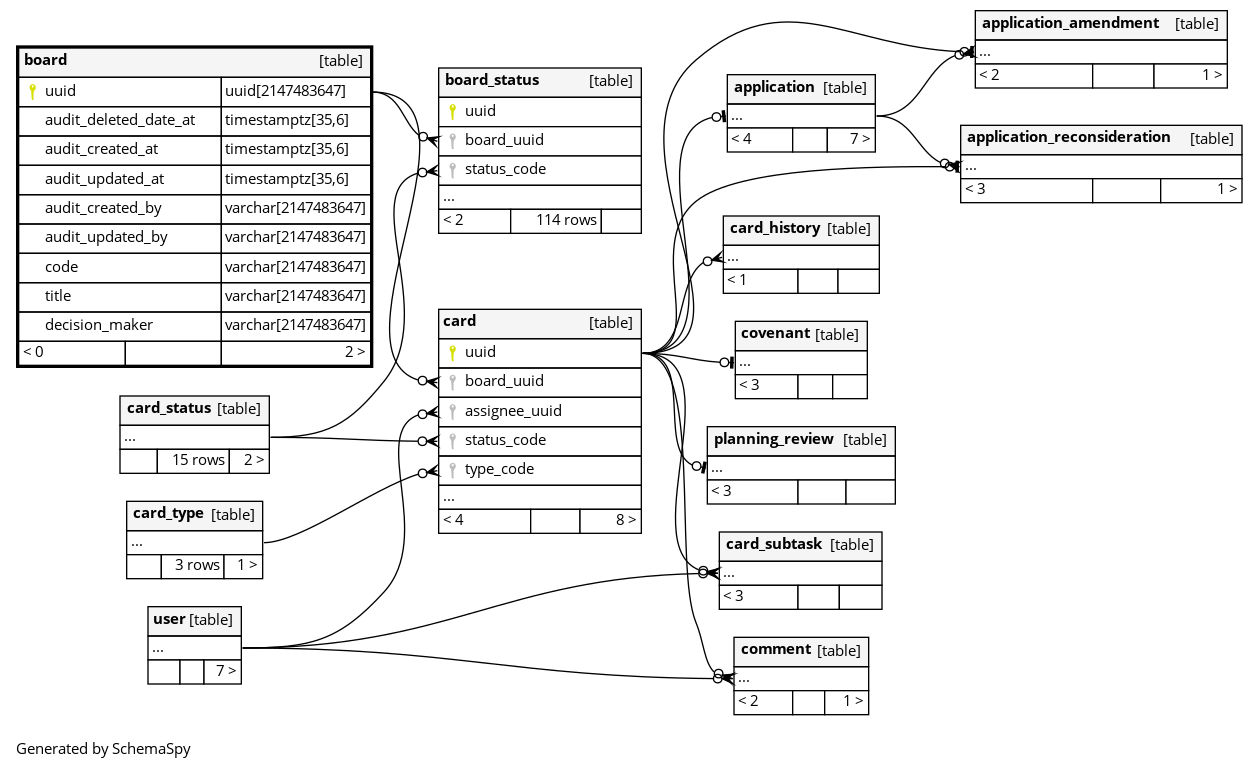 board [table]
uuid uuid[2147483647]
audit_deleted_date_at timestamptz[35,6]
audit_created_at timestamptz[35,6]
audit_updated_at timestamptz[35,6]
audit_created_by varchar[2147483647]
audit_updated_by varchar[2147483647]
code varchar[2147483647]
title varchar[2147483647]
decision_maker varchar[2147483647]
< 0 2 >
card_status [table]
...
15 rows 2 >
card_type [table]
...
3 rows 1 >
user [table]
...
7 >
board_status [table]
uuid
board_uuid
status_code
...
< 2 114 rows
card [table]
uuid
board_uuid
assignee_uuid
status_code
type_code
...
< 4 8 >
application [table]
...
< 4 7 >
card_history [table]
...
< 1
covenant [table]
...
< 3
planning_review [table]
...
< 3
card_subtask [table]
...
< 3
comment [table]
...
< 2 1 >
application_amendment [table]
...
< 2 1 >
application_reconsideration [table]
...
< 3 1 >
Generated by SchemaSpy